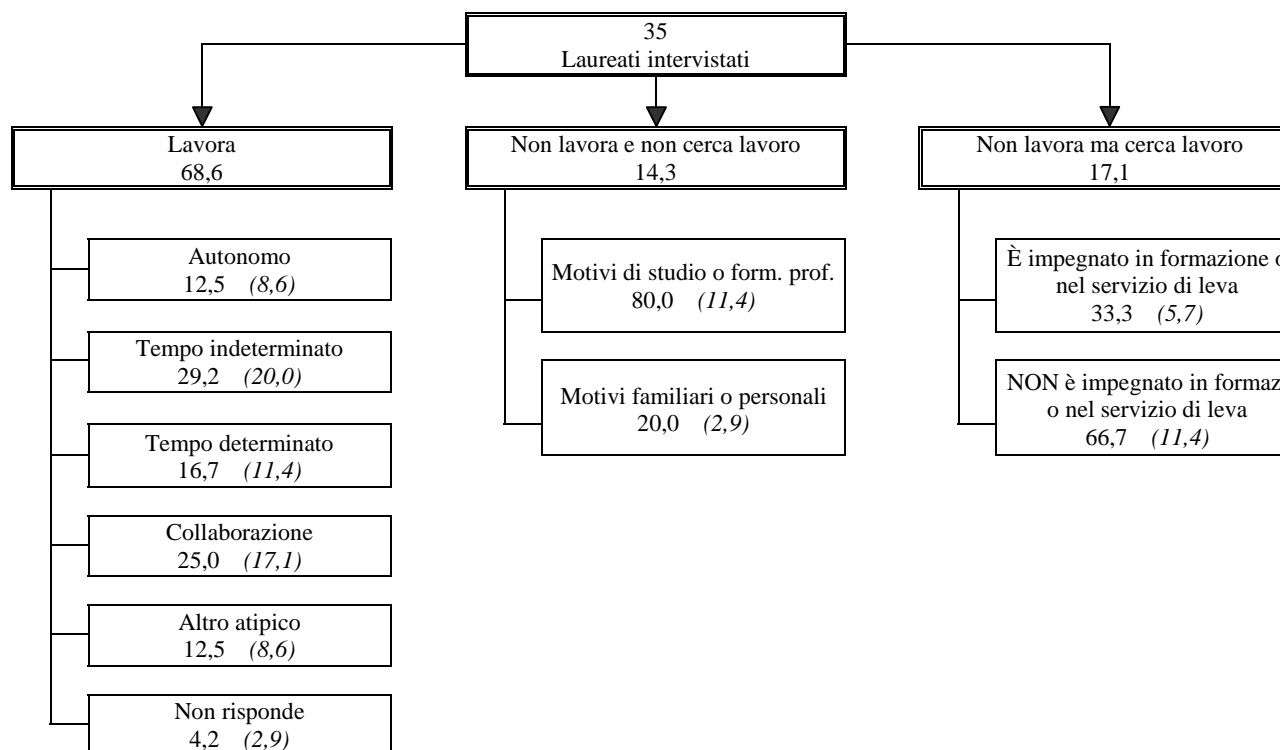 35
Laureati intervistati
Lavora
68,6
Autonomo
12,5 (8,6)
Tempo indeterminato
29,2 (20,0)
Tempo determinato
16,7 (11,4)
Collaborazione
25,0 (17,1)
Altro atipico
12,5 (8,6)
Non risponde
4,2 (2,9)
Non lavora e non cerca lavoro
14,3
Motivi di studio o form. prof.
80,0 (11,4)
Motivi familiari o personali
20,0 (2,9)
Non lavora ma cerca lavoro
17,1
È impegnato in formazione o
nel servizio di leva
33,3 (5,7)
NON è impegnato in formaz
o nel servizio di leva
66,7 (11,4)